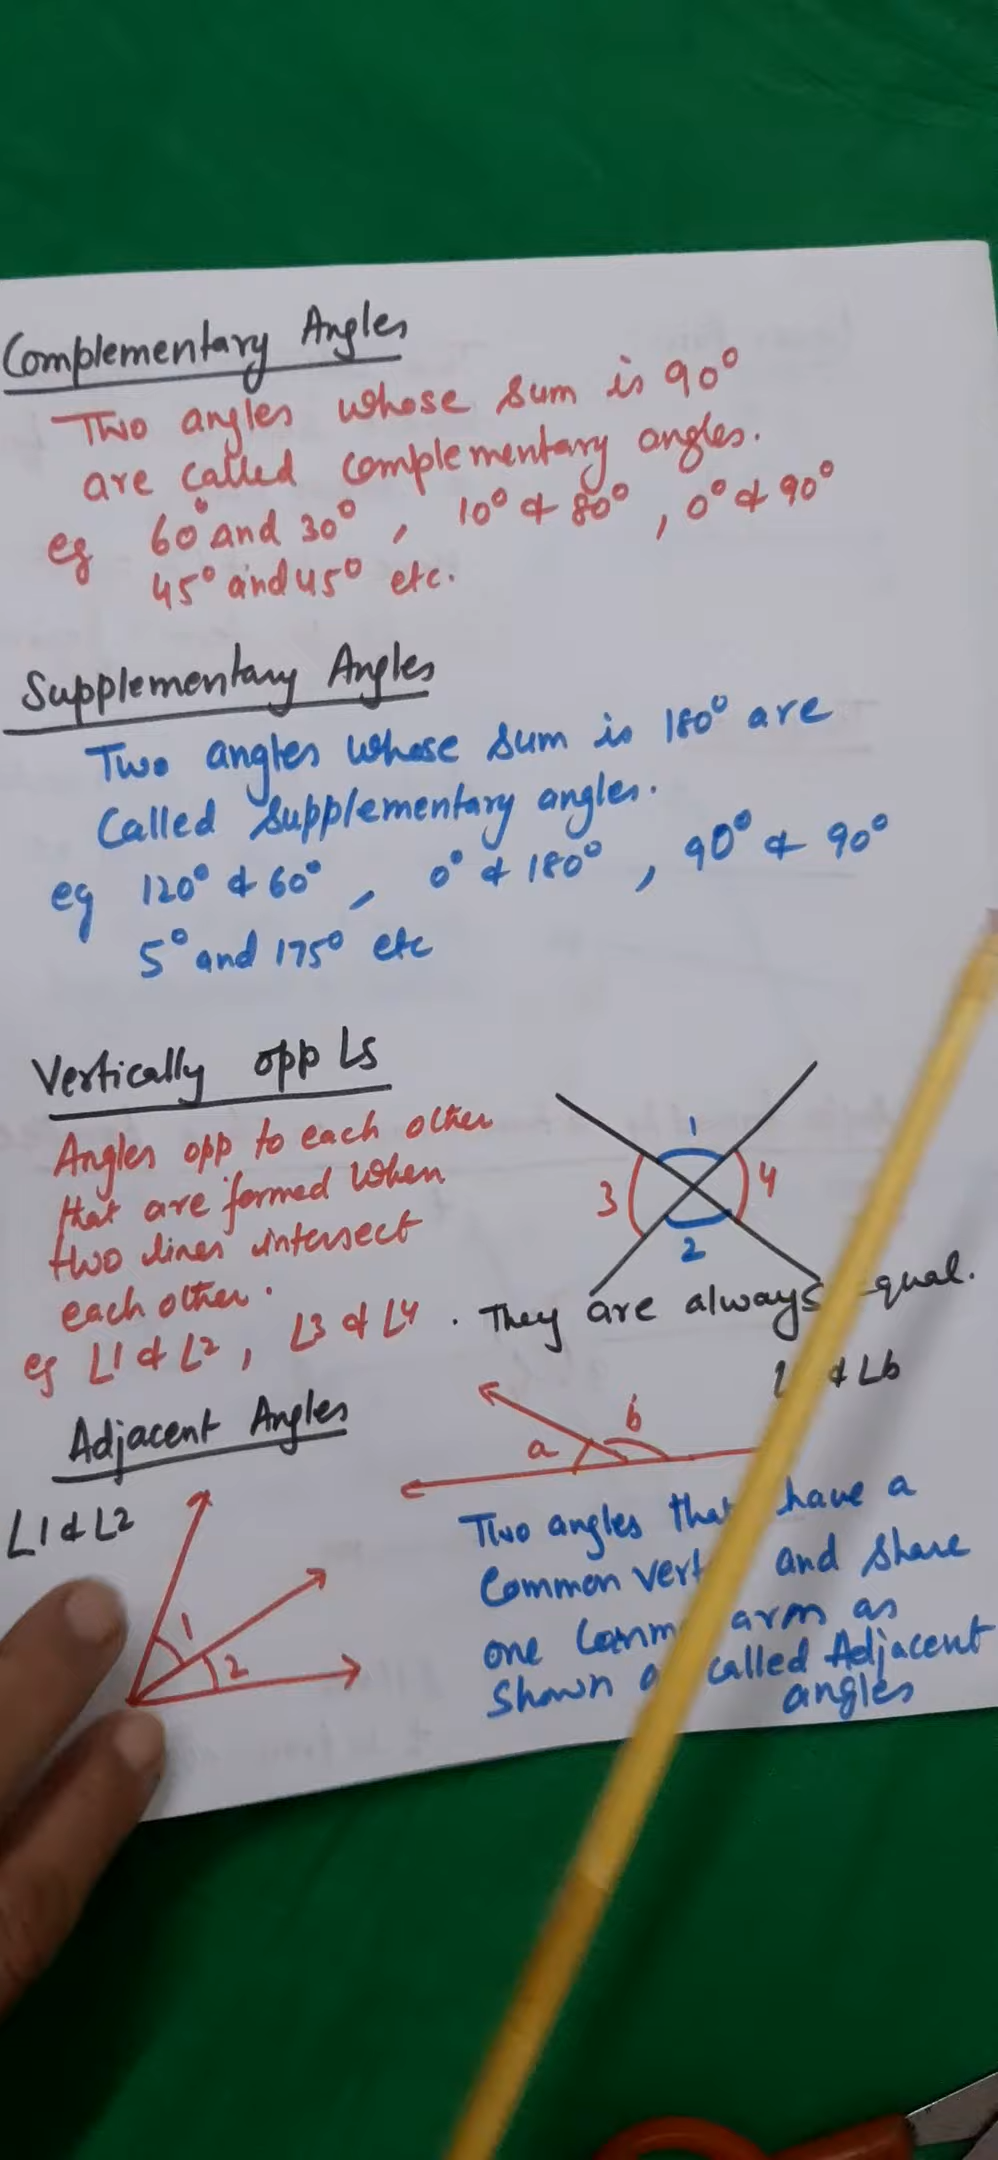 Complementary Angles
Two angles whose sum is 90°
are called complementary angles.
eg 60° and 30°, 10° & 80°, 0° & 90°
45° and 45° etc.
Supplementary Angles
Two angles whose sum is 180° are
Called Supplementary angles.
eg 120° & 60°, 0° & 180°, 90° & 90°
5° and 175° etc
Vertically opp ∠s
Angles opp to each other
that are formed when
two lines intersect
each other.
eg ∠1 & ∠2, ∠3 & ∠4.
1
3
4
2
They are always qual.
Adjacent Angles
∠1 & ∠2
1
2
& ∠b
a
b
Two angles that have a
Common vert and share
one Comm arm as
Shown called Adjacent
angles